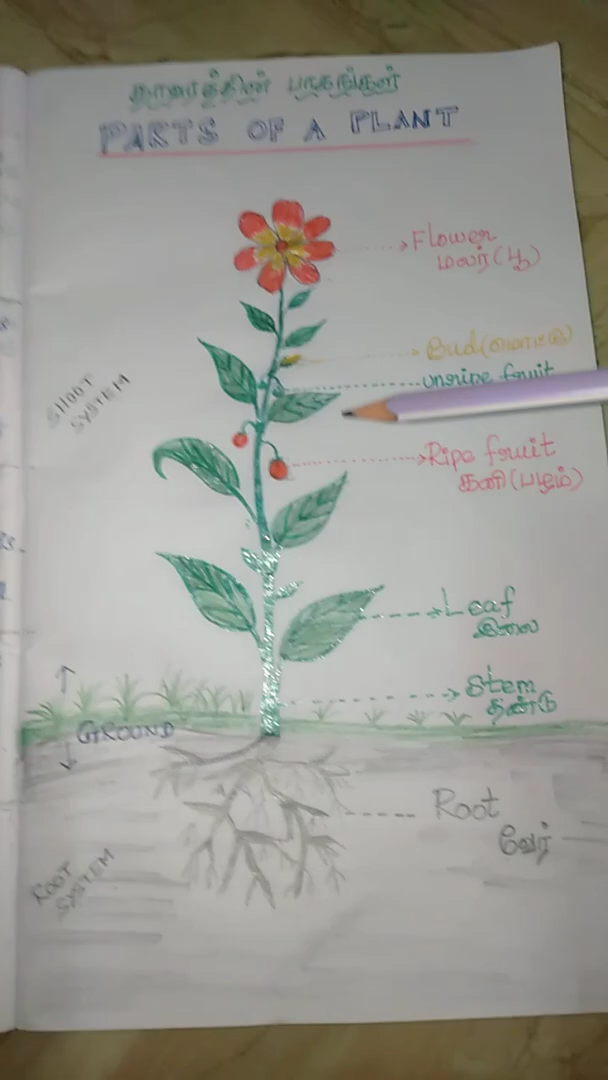 தாவரத்தின் பாகங்கள்
PARTS OF A PLANT
Flower
மலர்(பூ)
Bud(மொட்டு)
unripe fruit
Ripe fruit
கனி(பழம்)
SHOOT
SYSTEM
Leaf
இலை
Stem
தண்டு
GROUND
Root
வேர்
ROOT
SYSTEM